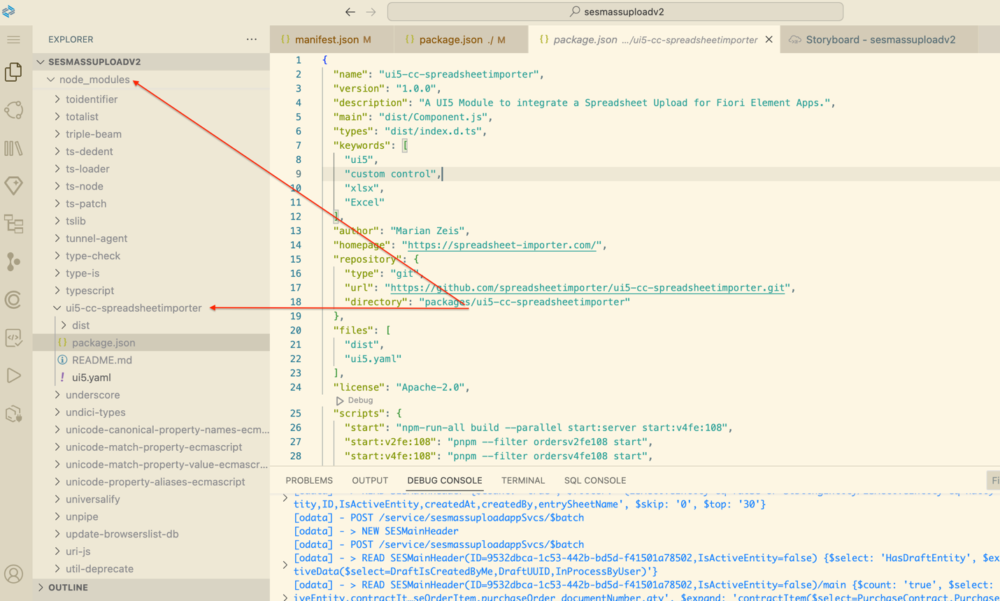 sesmassuploadv2
EXPLORER
SESMASSUPLOADV2
node_modules
toidentifier
totalist
triple-beam
ts-dedent
ts-loader
ts-node
ts-patch
tslib
tunnel-agent
type-check
type-is
typescript
ui5-cc-spreadsheetimporter
dist
{} package.json
README.md
! ui5.yaml
underscore
undici-types
unicode-canonical-property-names-ecm...
unicode-match-property-ecmascript
unicode-match-property-value-ecmascr...
unicode-property-aliases-ecmascript
universalify
unpipe
update-browserslist-db
uri-js
util-deprecate
OUTLINE
{} manifest.json M
{} package.json ./ M
{} package.json .../ui5-cc-spreadsheetimporter
Storyboard - sesmassuploadv2
1 {
2 "name": "ui5-cc-spreadsheetimporter",
3 "version": "1.0.0",
4 "description": "A UI5 Module to integrate a Spreadsheet Upload for Fiori Element Apps.",
5 "main": "dist/Component.js",
6 "types": "dist/index.d.ts",
7 "keywords": [
8 "ui5",
9 "custom control",
10 "xlsx",
11 "Excel"
12 ],
13 "author": "Marian Zeis",
14 "homepage": "https://spreadsheet-importer.com/",
15 "repository": {
16 "type": "git",
17 "url": "https://github.com/spreadsheetimporter/ui5-cc-spreadsheetimporter.git",
18 "directory": "packages/ui5-cc-spreadsheetimporter"
19 },
20 "files": [
21 "dist",
22 "ui5.yaml"
23 ],
24 "license": "Apache-2.0",
Debug
25 "scripts": {
26 "start": "npm-run-all build --parallel start:server start:v4fe:108",
27 "start:v2fe:108": "pnpm --filter ordersv2fe108 start",
28 "start:v4fe:108": "pnpm --filter ordersv4fe108 start",
PROBLEMS
OUTPUT
DEBUG CONSOLE
TERMINAL
SQL CONSOLE
Fi
tity,ID,IsActiveEntity,createdAt,createdBy,entrySheetName', $skip: '0', $top: '30'}
[odata] - POST /service/sesmassuploadappSvcs/$batch
[odata] - > NEW SESMainHeader
[odata] - POST /service/sesmassuploadappSvcs/$batch
[odata] - > READ SESMainHeader(ID=9532dbca-1c53-442b-bd5d-f41501a78502,IsActiveEntity=false) {$select: 'HasDraftEntity', $ex
tiveData($select=DraftIsCreatedByMe,DraftUUID,InProcessByUser)'}
[odata] - > READ SESMainHeader(ID=9532dbca-1c53-442b-bd5d-f41501a78502,IsActiveEntity=false)/main {$count: 'true', $select:
iveEntity,contractIt…seOrderItem,purchaseOrder documentNumber,qty', $expand: 'contractItem($select=PurchaseContract,Purchase